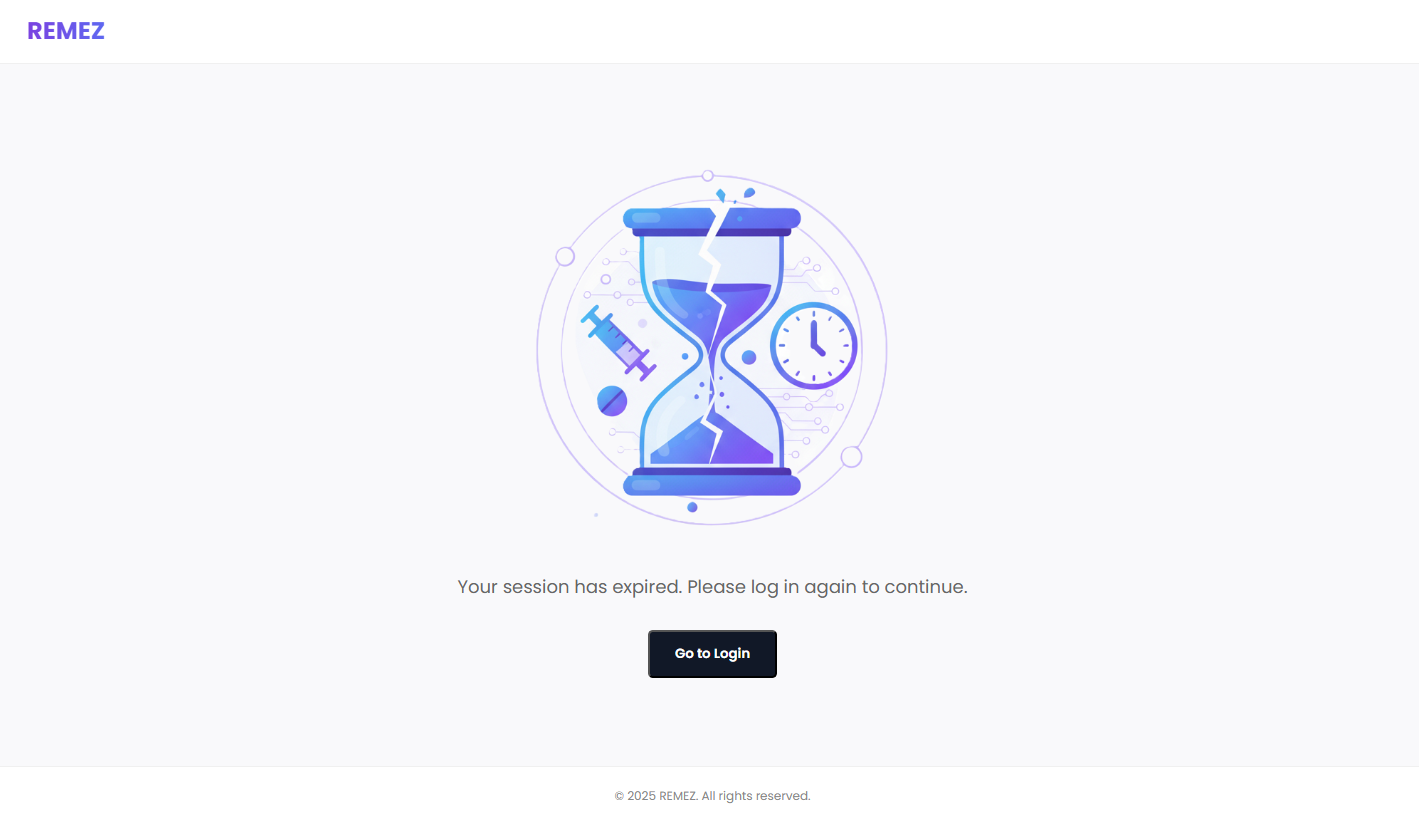 REMEZ
Your session has expired. Please log in again to continue.
Go to Login
© 2025 REMEZ. All rights reserved.